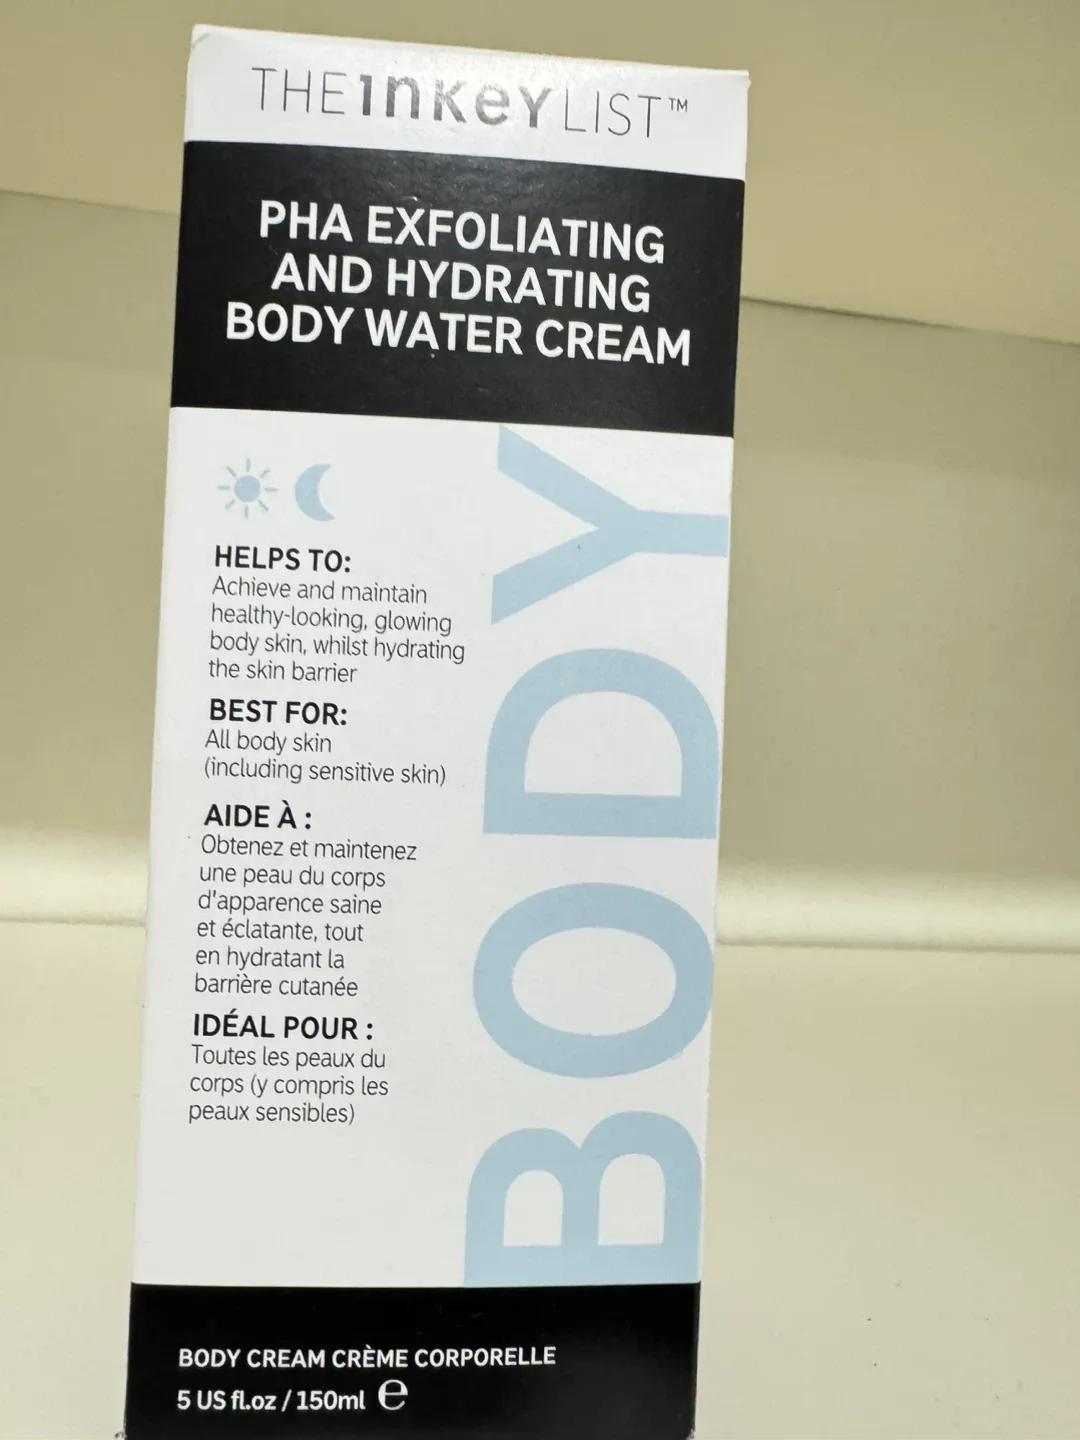 THE INKEY LIST™
PHA EXFOLIATING
AND HYDRATING
BODY WATER CREAM
HELPS TO:
Achieve and maintain
healthy-looking, glowing
body skin, whilst hydrating
the skin barrier
BEST FOR:
All body skin
(including sensitive skin)
AIDE À :
Obtenez et maintenez
une peau du corps
d'apparence saine
et éclatante, tout
en hydratant la
barrière cutanée
IDÉAL POUR :
Toutes les peaux du
corps (y compris les
peaux sensibles)
BODY
BODY CREAM CRÈME CORPORELLE
5 US fl.oz / 150ml ℮